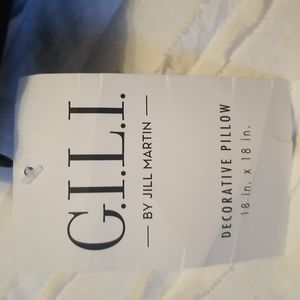 G.I.L.I.
— BY JILL MARTIN —
DECORATIVE PILLOW
18 in. x 18 in.